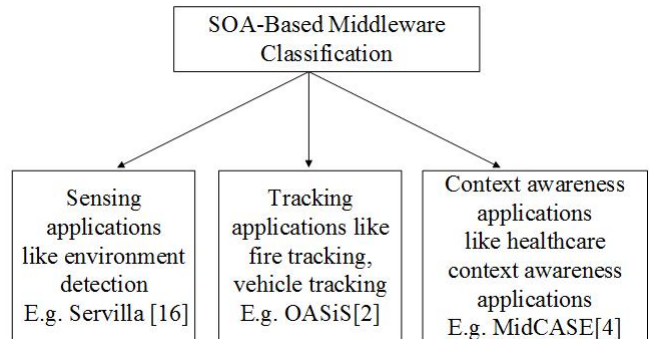 SOA-Based Middleware
Classification
Sensing
applications
like environment
detection
E.g. Servilla [16]
Tracking
applications like
fire tracking,
vehicle tracking
E.g. OASiS[2]
Context awareness
applications
like healthcare
context awareness
applications
E.g. MidCASE[4]